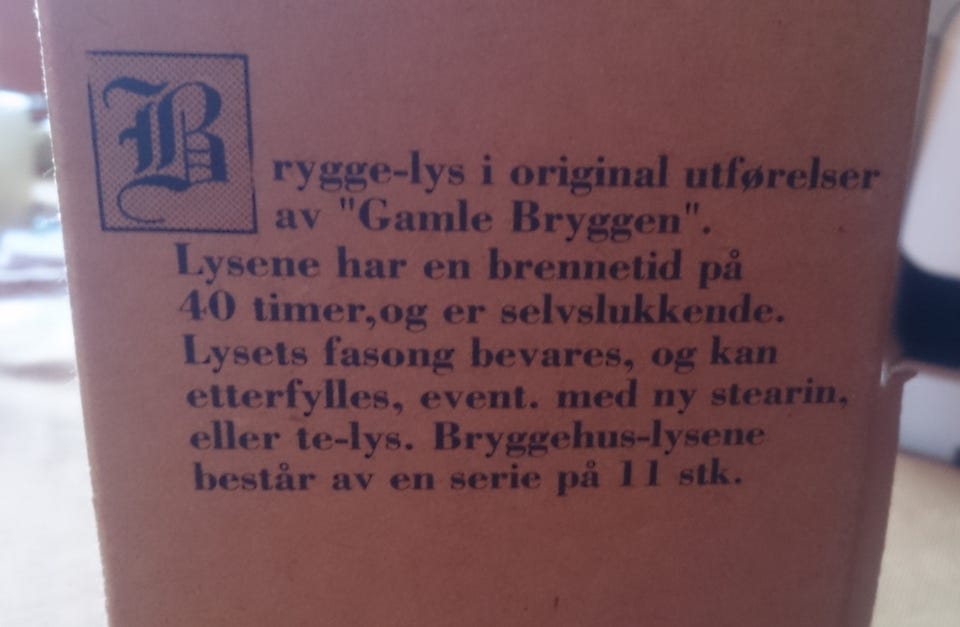 Brygge-lys i original utførelser
av "Gamle Bryggen".
Lysene har en brennetid på
40 timer,og er selvslukkende.
Lysets fasong bevares, og kan
etterfylles, event. med ny stearin,
eller te-lys. Bryggehus-lysene
består av en serie på 11 stk.